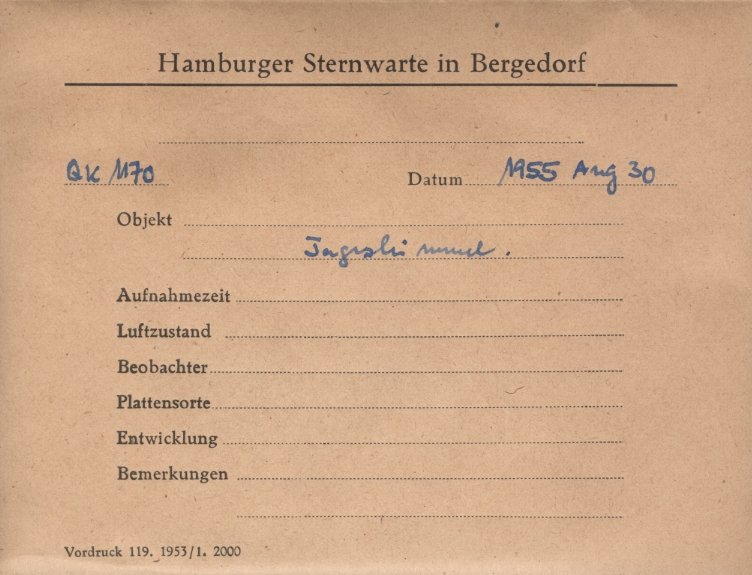 Hamburger Sternwarte in Bergedorf
QK 1170 Datum 1955 Aug 30
Objekt
Tageshimmel.
Aufnahmezeit
Luftzustand
Beobachter
Plattensorte
Entwicklung
Bemerkungen
Vordruck 119. 1953/1. 2000